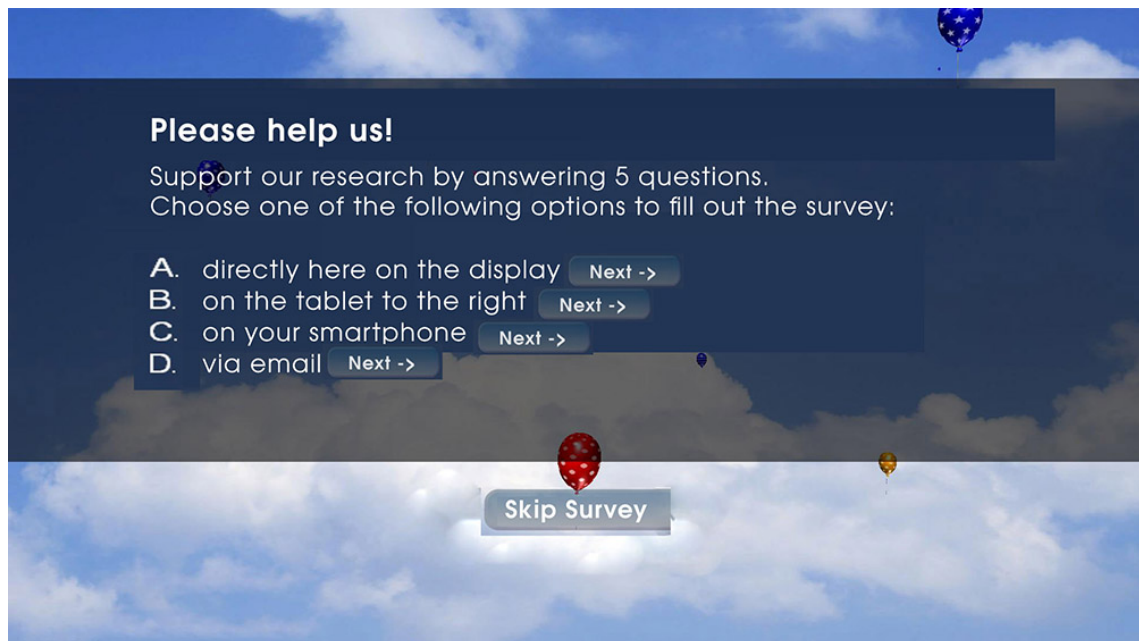 Please help us!
Support our research by answering 5 questions.
Choose one of the following options to fill out the survey:
A. directly here on the display Next ->
B. on the tablet to the right Next ->
C. on your smartphone Next ->
D. via email Next ->
Skip Survey